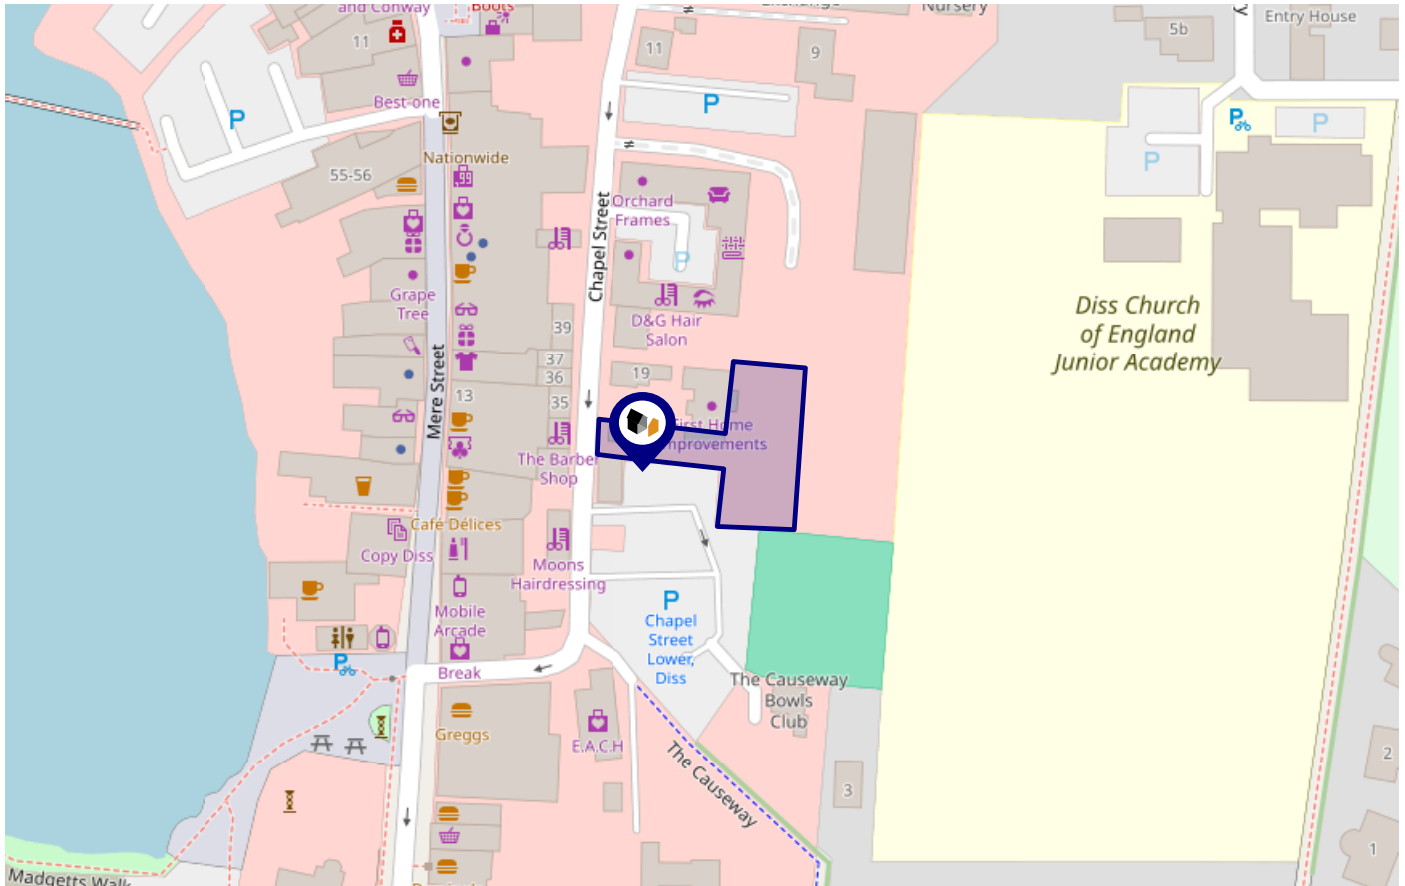 and Conway
Boots
Nursery
Entry House
5b
11
11
9
Best-one
P
P
P
P
P
Nationwide
55-56
99
Orchard
Frames
Chapel Street
P
Grape
Tree
D&G Hair
Salon
39
37
36
35
19
13
Mere Street
Diss Church
of England
Junior Academy
First Home
Improvements
The Barber
Shop
Café Délices
Copy Diss
Moons
Hairdressing
Mobile
Arcade
P
Chapel
Street
Lower,
Diss
P
Break
The Causeway
Bowls
Club
Greggs
E.A.C.H
The Causeway
3
2
1
Madgetts Walk